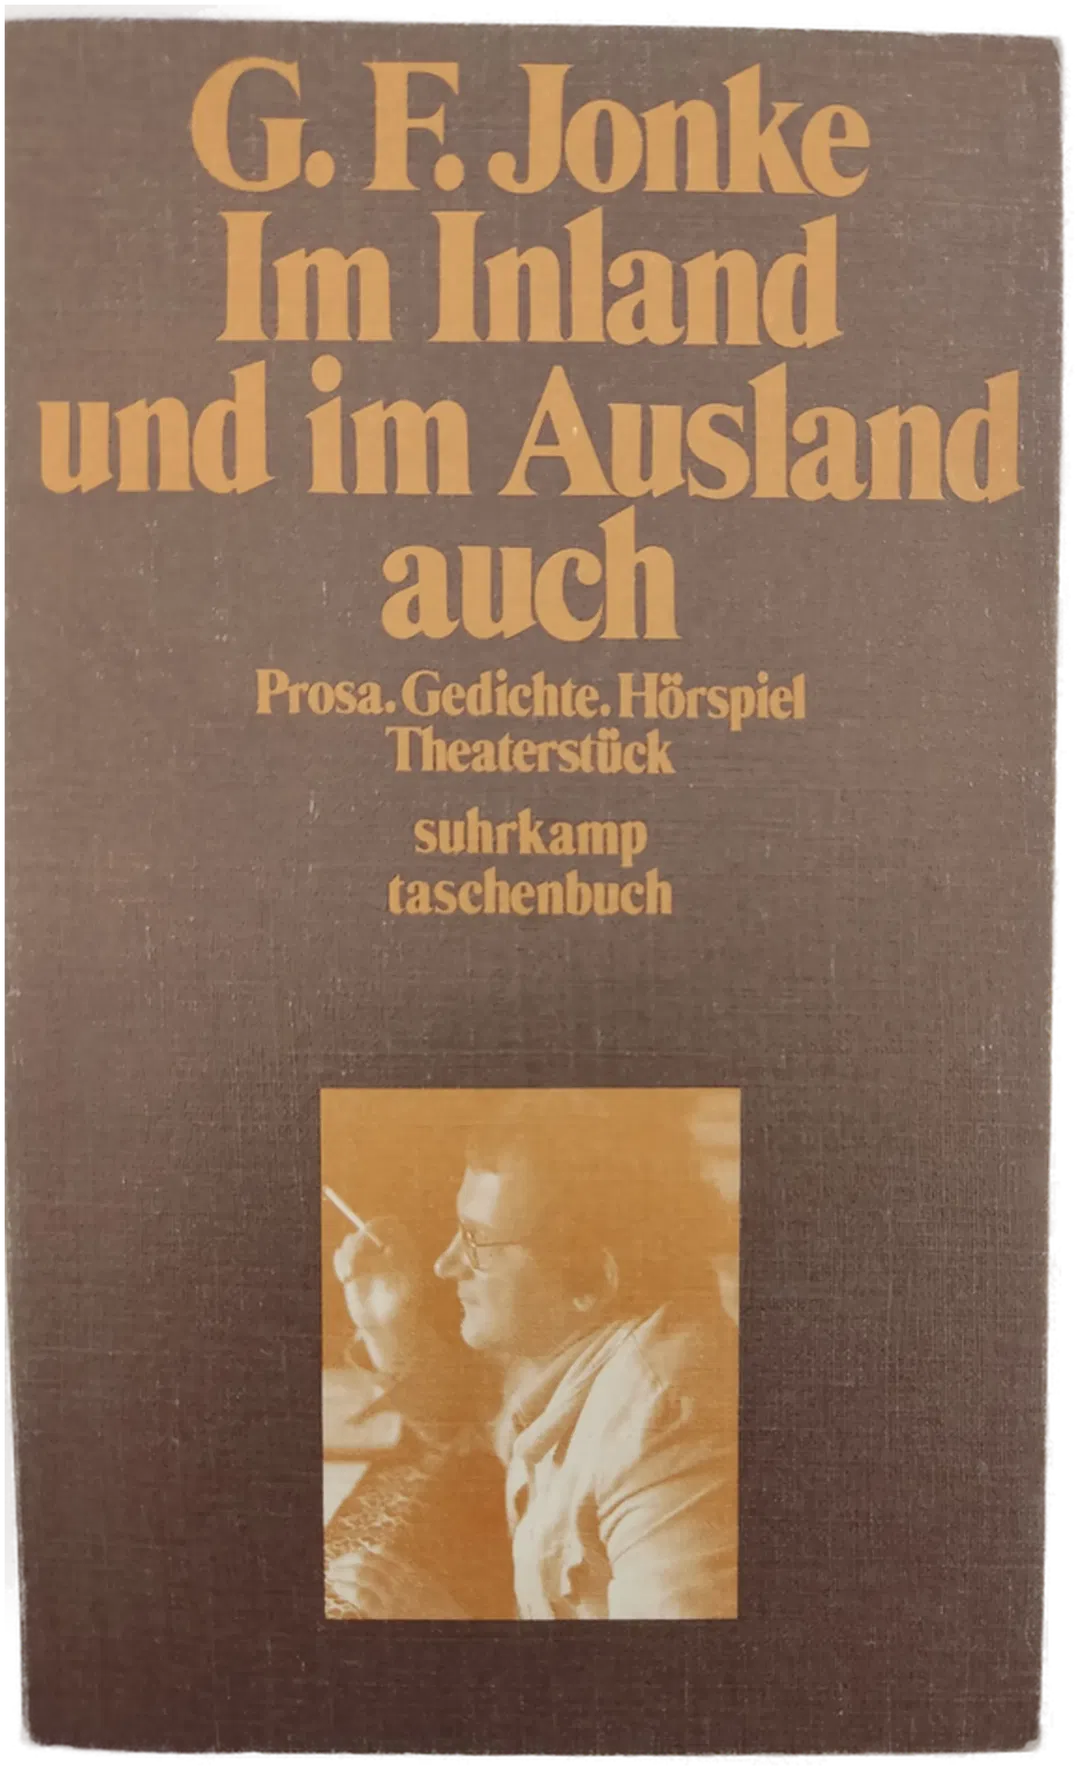 G. F. Jonke
Im Inland
und im Ausland
auch
Prosa. Gedichte. Hörspiel
Theaterstück
suhrkamp
taschenbuch